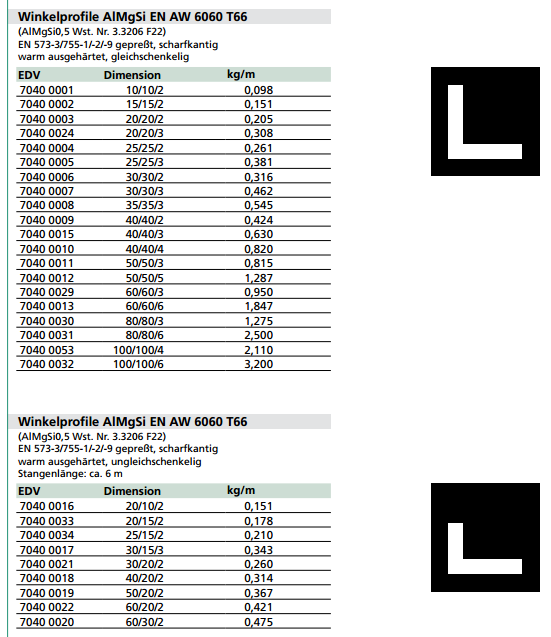 Winkelprofile AlMgSi EN AW 6060 T66
(AlMgSi0,5 Wst. Nr. 3.3206 F22)
EN 573-3/755-1/-2/-9 gepreßt, scharfkantig
warm ausgehärtet, gleichschenkelig
EDV Dimension kg/m
7040 0001 10/10/2 0,098
7040 0002 15/15/2 0,151
7040 0003 20/20/2 0,205
7040 0024 20/20/3 0,308
7040 0004 25/25/2 0,261
7040 0005 25/25/3 0,381
7040 0006 30/30/2 0,316
7040 0007 30/30/3 0,462
7040 0008 35/35/3 0,545
7040 0009 40/40/2 0,424
7040 0015 40/40/3 0,630
7040 0010 40/40/4 0,820
7040 0011 50/50/3 0,815
7040 0012 50/50/5 1,287
7040 0029 60/60/3 0,950
7040 0013 60/60/6 1,847
7040 0030 80/80/3 1,275
7040 0031 80/80/6 2,500
7040 0053 100/100/4 2,110
7040 0032 100/100/6 3,200
Winkelprofile AlMgSi EN AW 6060 T66
(AlMgSi0,5 Wst. Nr. 3.3206 F22)
EN 573-3/755-1/-2/-9 gepreßt, scharfkantig
warm ausgehärtet, ungleichschenkelig
Stangenlänge: ca. 6 m
EDV Dimension kg/m
7040 0016 20/10/2 0,151
7040 0033 20/15/2 0,178
7040 0034 25/15/2 0,210
7040 0017 30/15/3 0,343
7040 0021 30/20/2 0,260
7040 0018 40/20/2 0,314
7040 0019 50/20/2 0,367
7040 0022 60/20/2 0,421
7040 0020 60/30/2 0,475